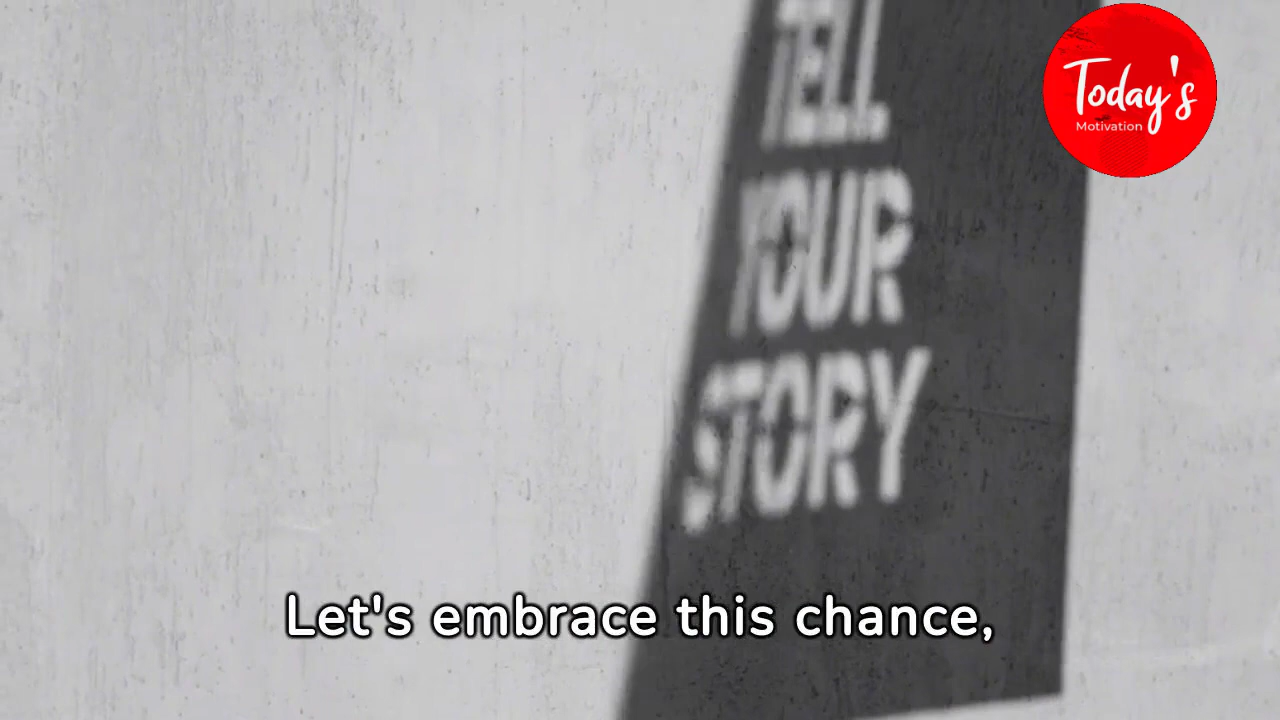 TELL
YOUR
STORY
Today's
Motivation
Let's embrace this chance,